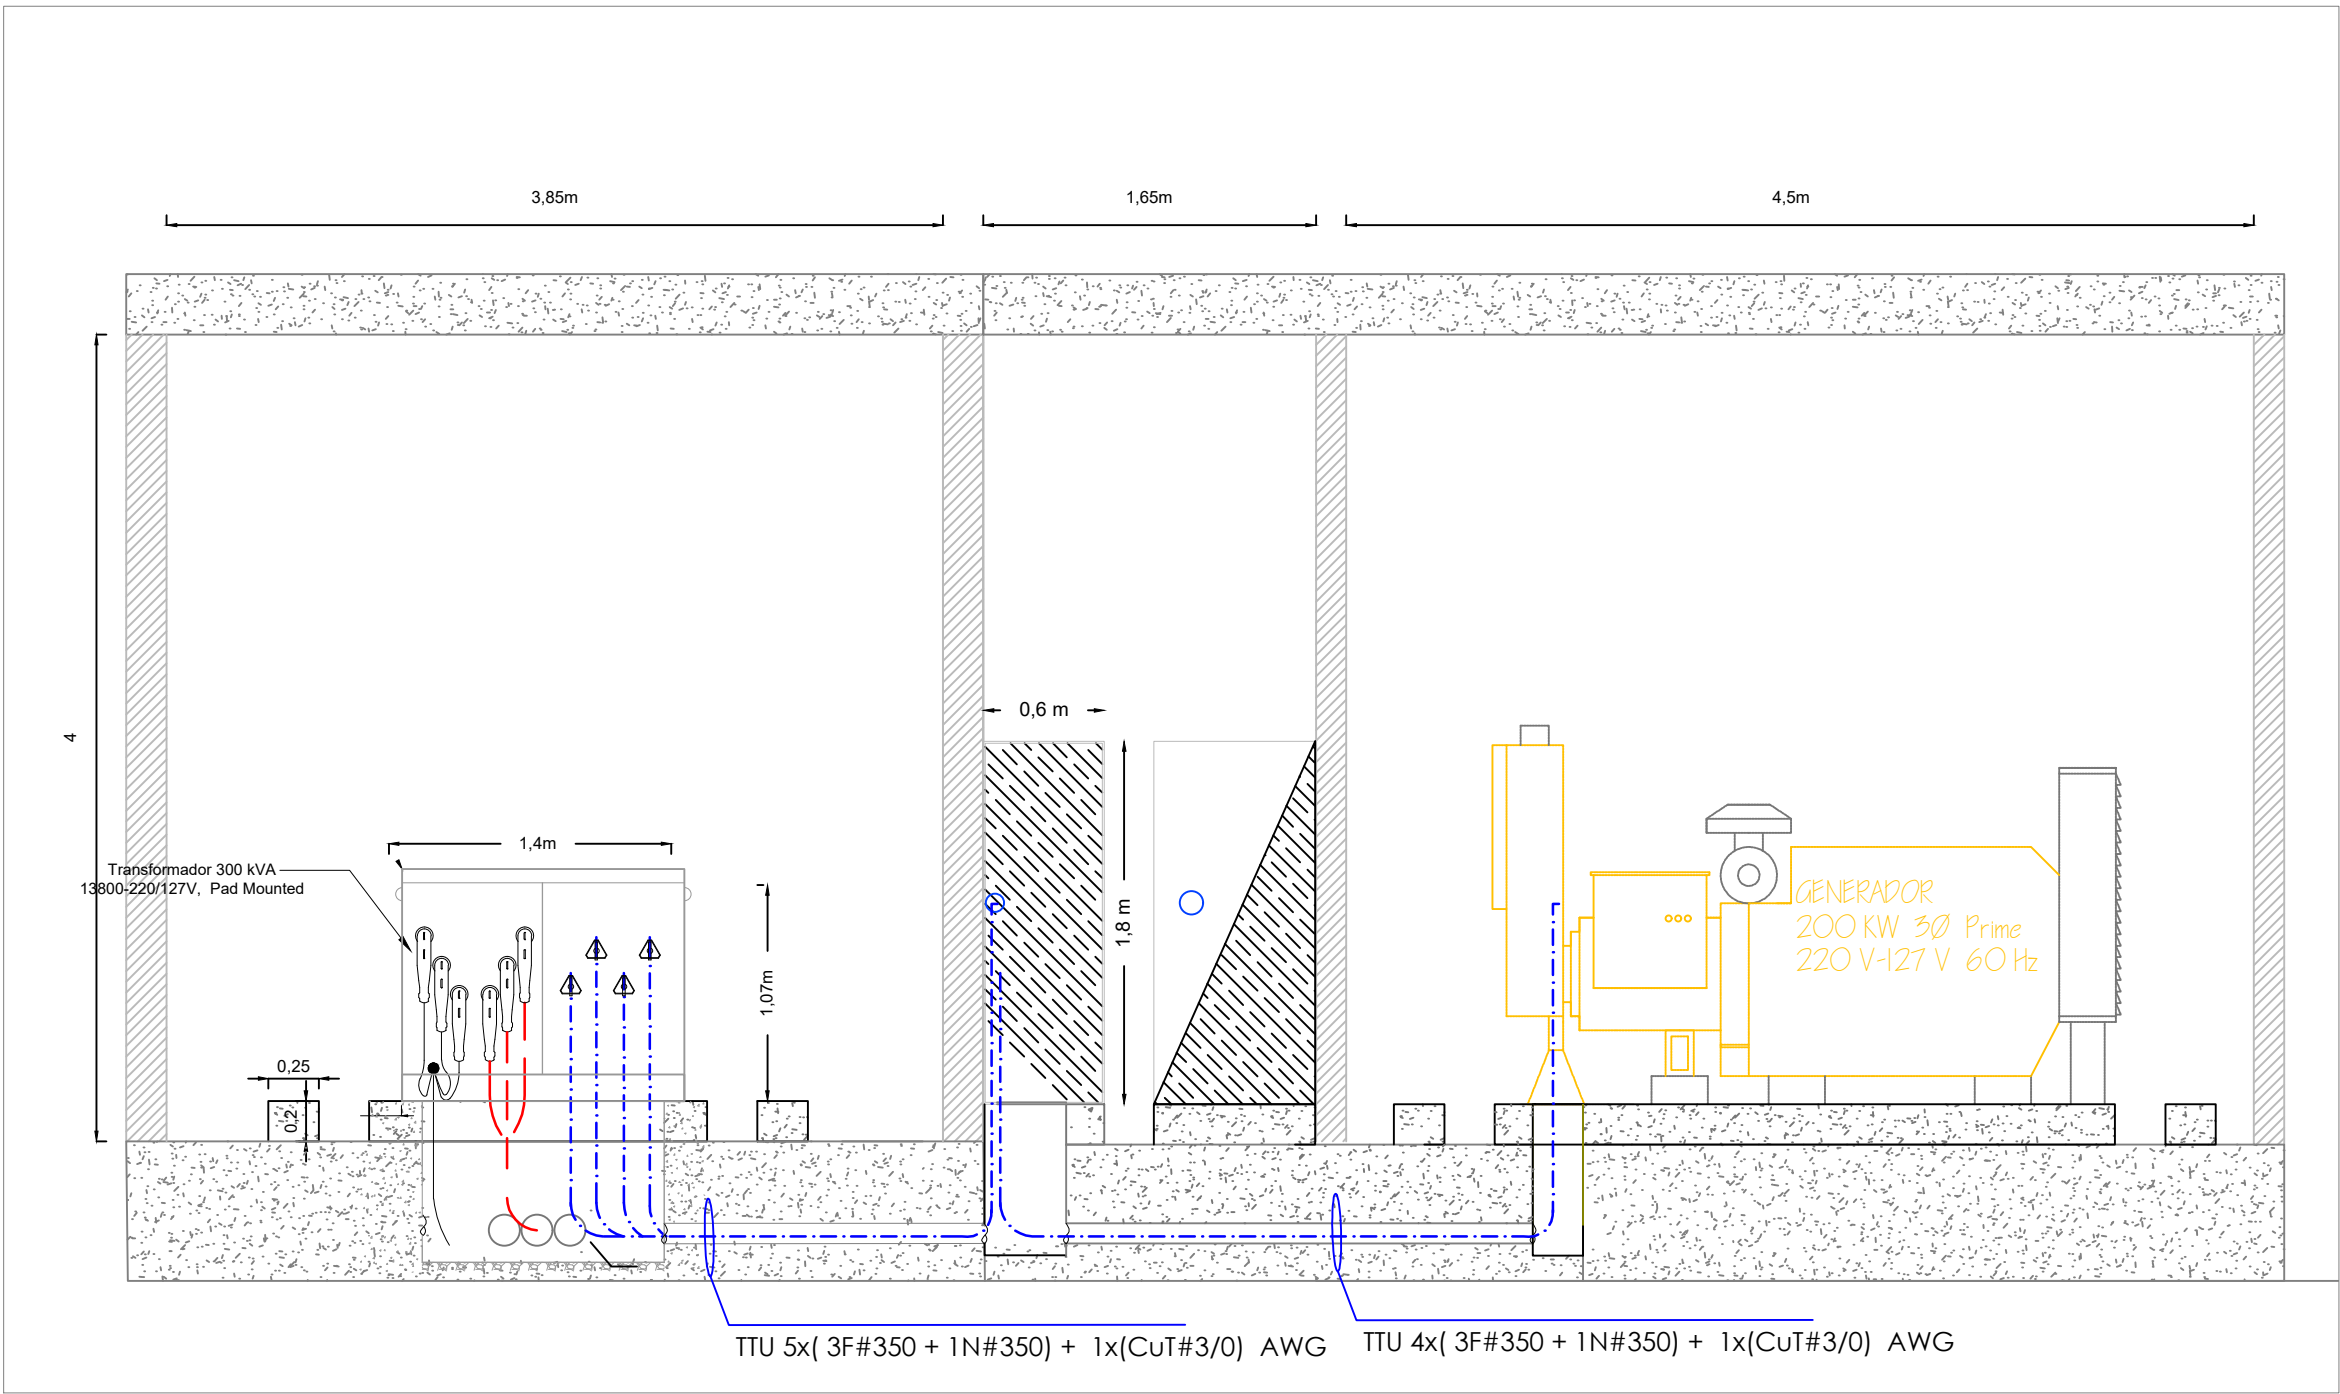 3,85m
1,65m
4,5m
4
0,6 m
1,8 m
1,4m
Transformador 300 kVA
13800-220/127V, Pad Mounted
1,07m
0,25
0,2
GENERADOR
200 KW 3Ø Prime
220 V-127 V 60 Hz
TTU 5x( 3F#350 + 1N#350) + 1x(CuT#3/0) AWG
TTU 4x( 3F#350 + 1N#350) + 1x(CuT#3/0) AWG